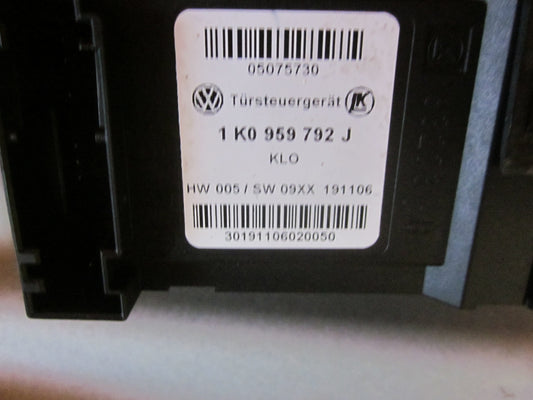 05075730
Türsteuergerät
1 K0 959 792 J
KLO
HW 005 / SW 09XX 191106
30191106020050